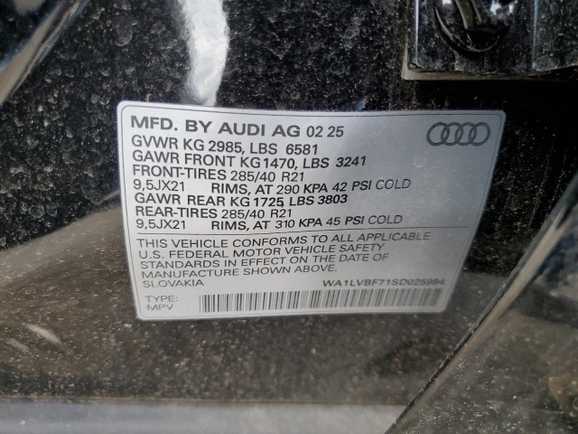 MFD. BY AUDI AG 02 25
GVWR KG 2985, LBS 6581
GAWR FRONT KG 1470, LBS 3241
FRONT-TIRES 285/40 R21
9,5JX21 RIMS, AT 290 KPA 42 PSI COLD
GAWR REAR KG 1725 LBS 3803
REAR-TIRES 285/40 R21
9,5JX21 RIMS, AT 310 KPA 45 PSI COLD
THIS VEHICLE CONFORMS TO ALL APPLICABLE
U.S. FEDERAL MOTOR VEHICLE SAFETY
STANDARDS IN EFFECT ON THE DATE OF
MANUFACTURE SHOWN ABOVE.
SLOVAKIA WA1LVBF71SD025994
TYPE:
MPV